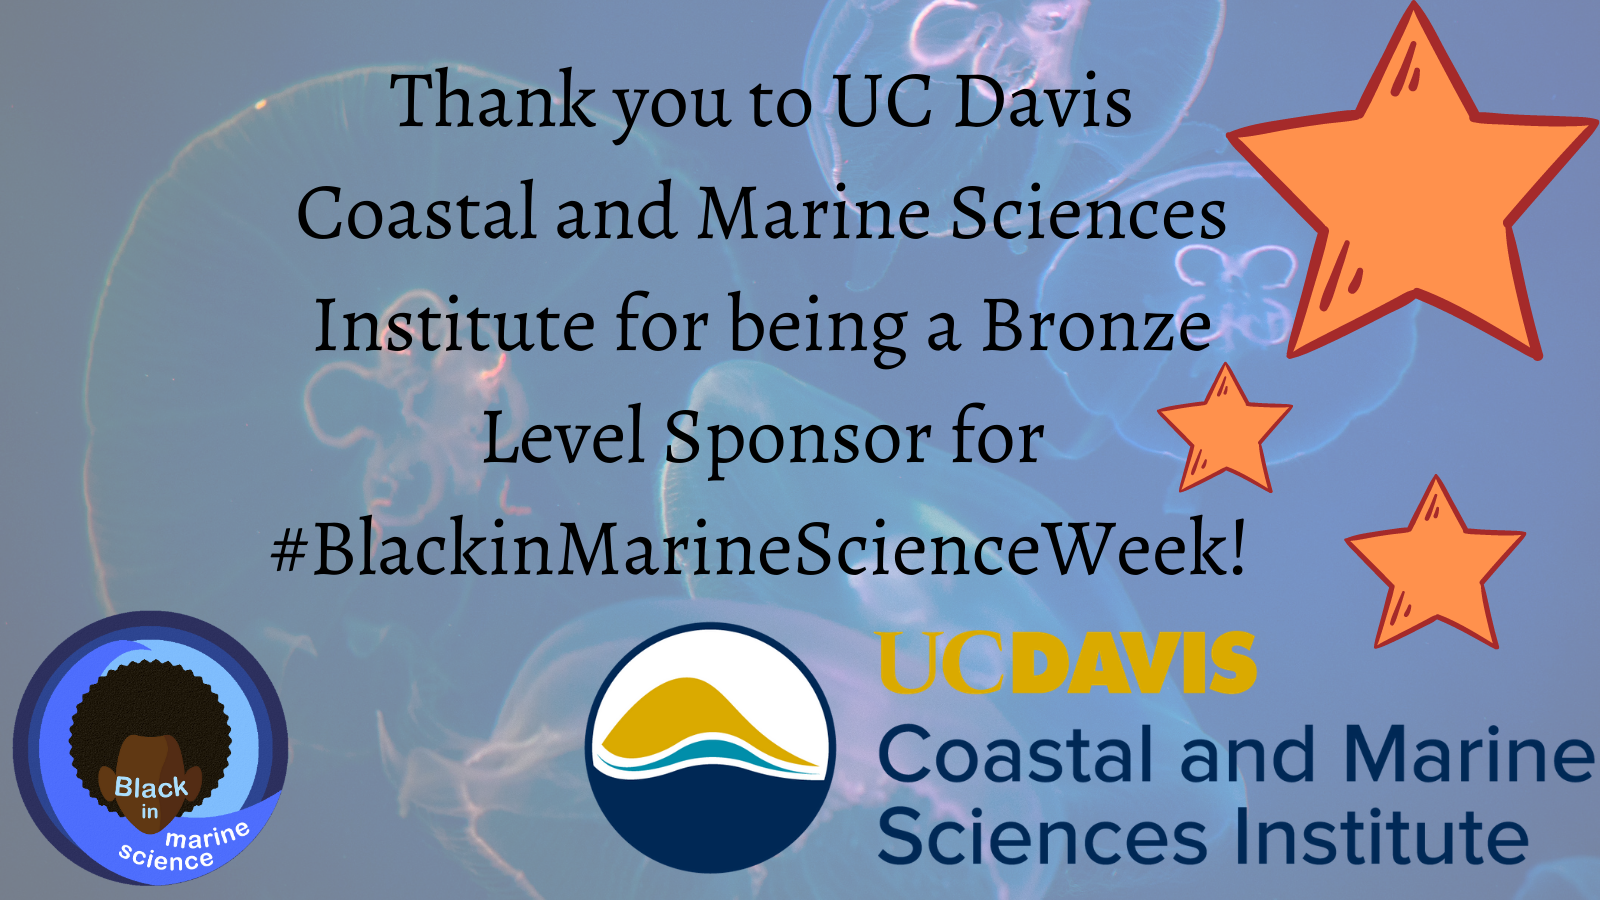 Thank you to UC Davis
Coastal and Marine Sciences
Institute for being a Bronze
Level Sponsor for
#BlackinMarineScienceWeek!
Black
in
marine
science
UCDAVIS
Coastal and Marine
Sciences Institute